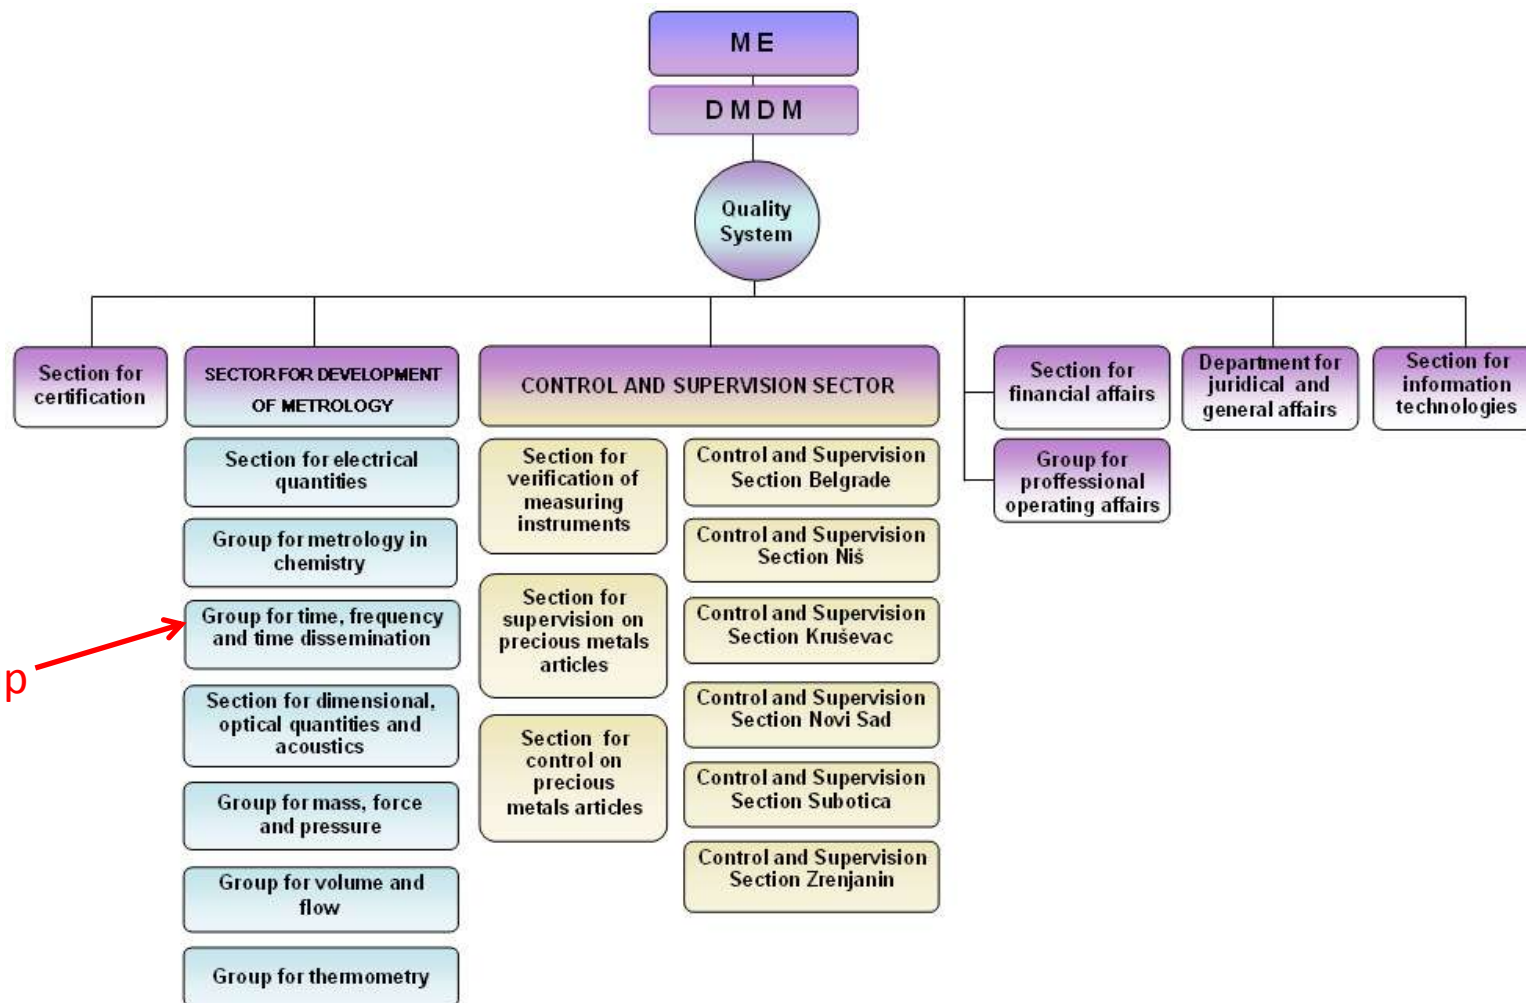 M E
D M D M
Quality
System
Section for
certification
SECTOR FOR DEVELOPMENT
OF METROLOGY
CONTROL AND SUPERVISION SECTOR
Section for
financial affairs
Department for
juridical and
general affairs
Section for
information
technologies
Section for electrical
quantities
Group for metrology in
chemistry
Group for time, frequency
and time dissemination
p
Section for dimensional,
optical quantities and
acoustics
Group for mass, force
and pressure
Group for volume and
flow
Group for thermometry
Section for
verification of
measuring
instruments
Section for
supervision on
precious metals
articles
Section for
control on
precious
metals articles
Control and Supervision
Section Belgrade
Control and Supervision
Section Niš
Control and Supervision
Section Kruševac
Control and Supervision
Section Novi Sad
Control and Supervision
Section Subotica
Control and Supervision
Section Zrenjanin
Group for
proffessional
operating affairs